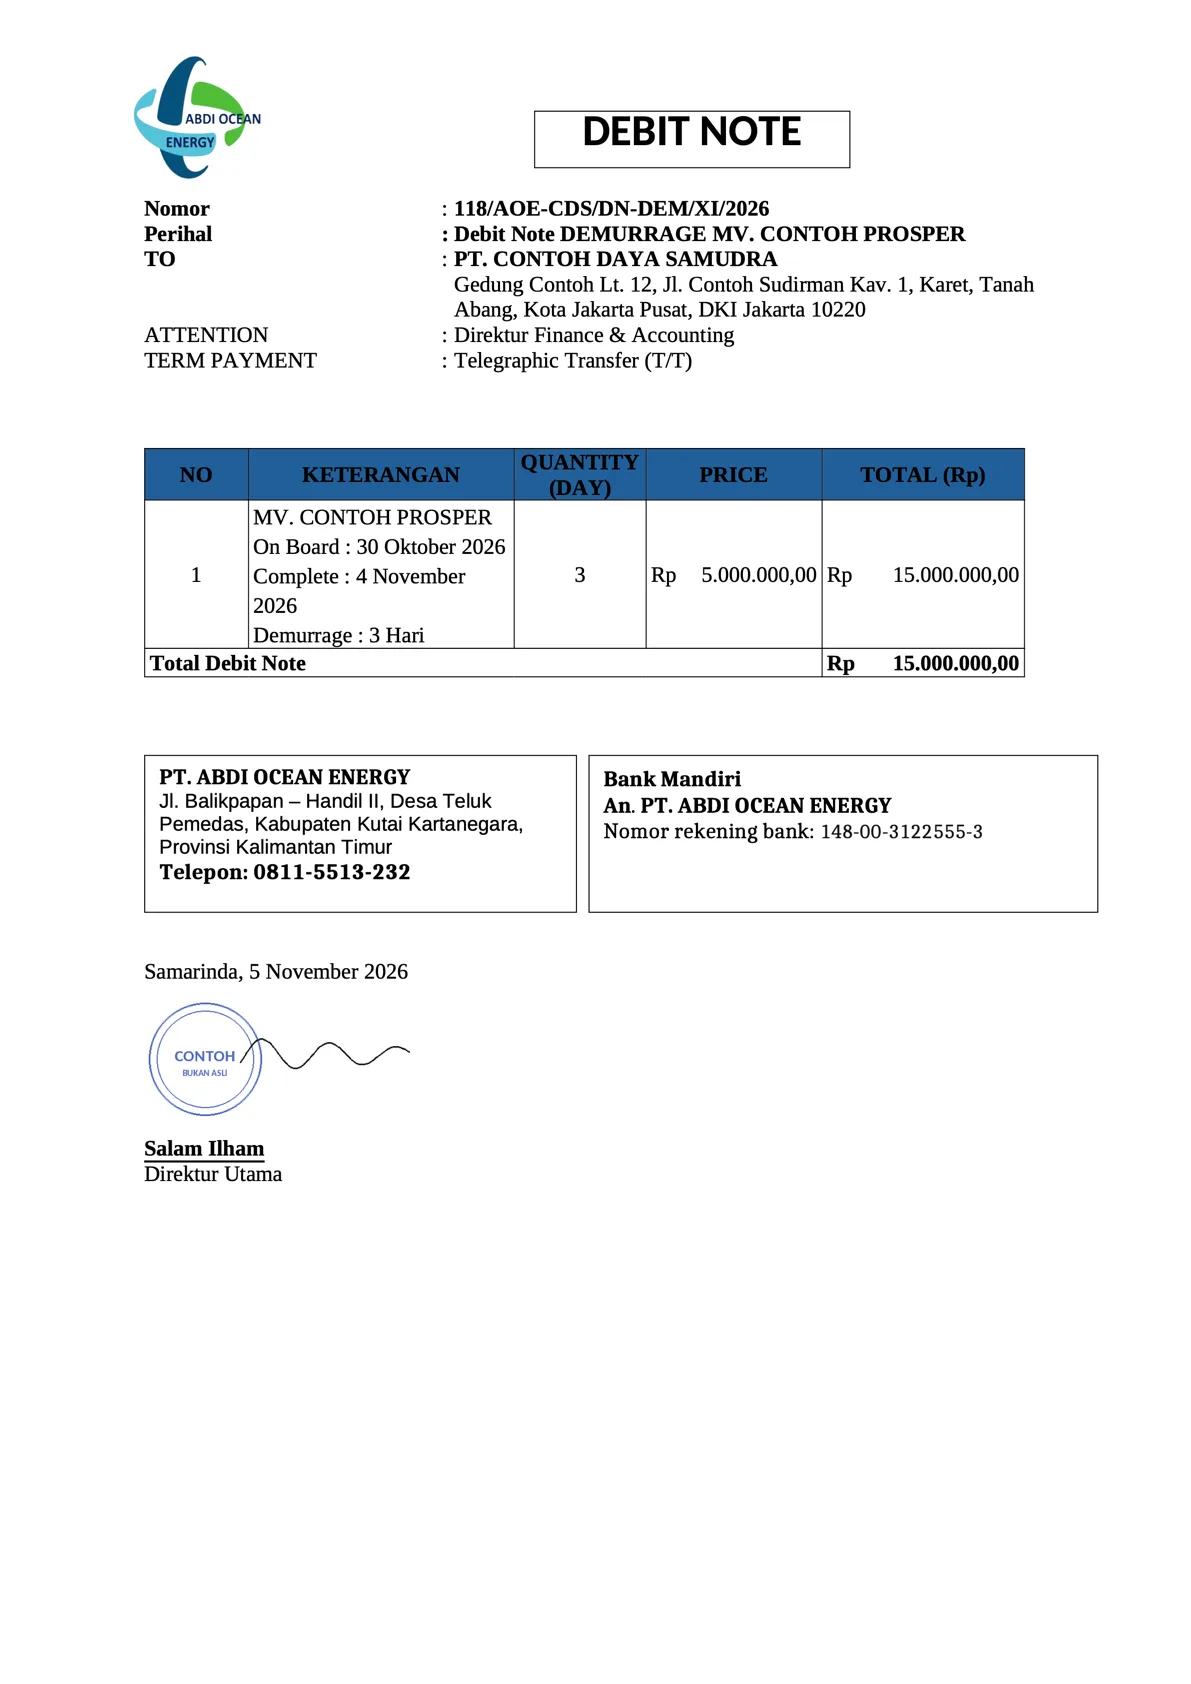 ABDI OCEAN
ENERGY
DEBIT NOTE
Nomor : 118/AOE-CDS/DN-DEM/XI/2026
Perihal : Debit Note DEMURRAGE MV. CONTOH PROSPER
TO : PT. CONTOH DAYA SAMUDRA
Gedung Contoh Lt. 12, Jl. Contoh Sudirman Kav. 1, Karet, Tanah
Abang, Kota Jakarta Pusat, DKI Jakarta 10220
ATTENTION : Direktur Finance & Accounting
TERM PAYMENT : Telegraphic Transfer (T/T)
NO KETERANGAN QUANTITY (DAY) PRICE TOTAL (Rp)
1
MV. CONTOH PROSPER
On Board : 30 Oktober 2026
Complete : 4 November
2026
Demurrage : 3 Hari
3 Rp 5.000.000,00 Rp 15.000.000,00
Total Debit Note Rp 15.000.000,00
PT. ABDI OCEAN ENERGY
Jl. Balikpapan – Handil II, Desa Teluk
Pemedas, Kabupaten Kutai Kartanegara,
Provinsi Kalimantan Timur
Telepon: 0811-5513-232
Bank Mandiri
An. PT. ABDI OCEAN ENERGY
Nomor rekening bank: 148-00-3122555-3
Samarinda, 5 November 2026
CONTOH
BUKAN ASLI
Salam Ilham
Direktur Utama